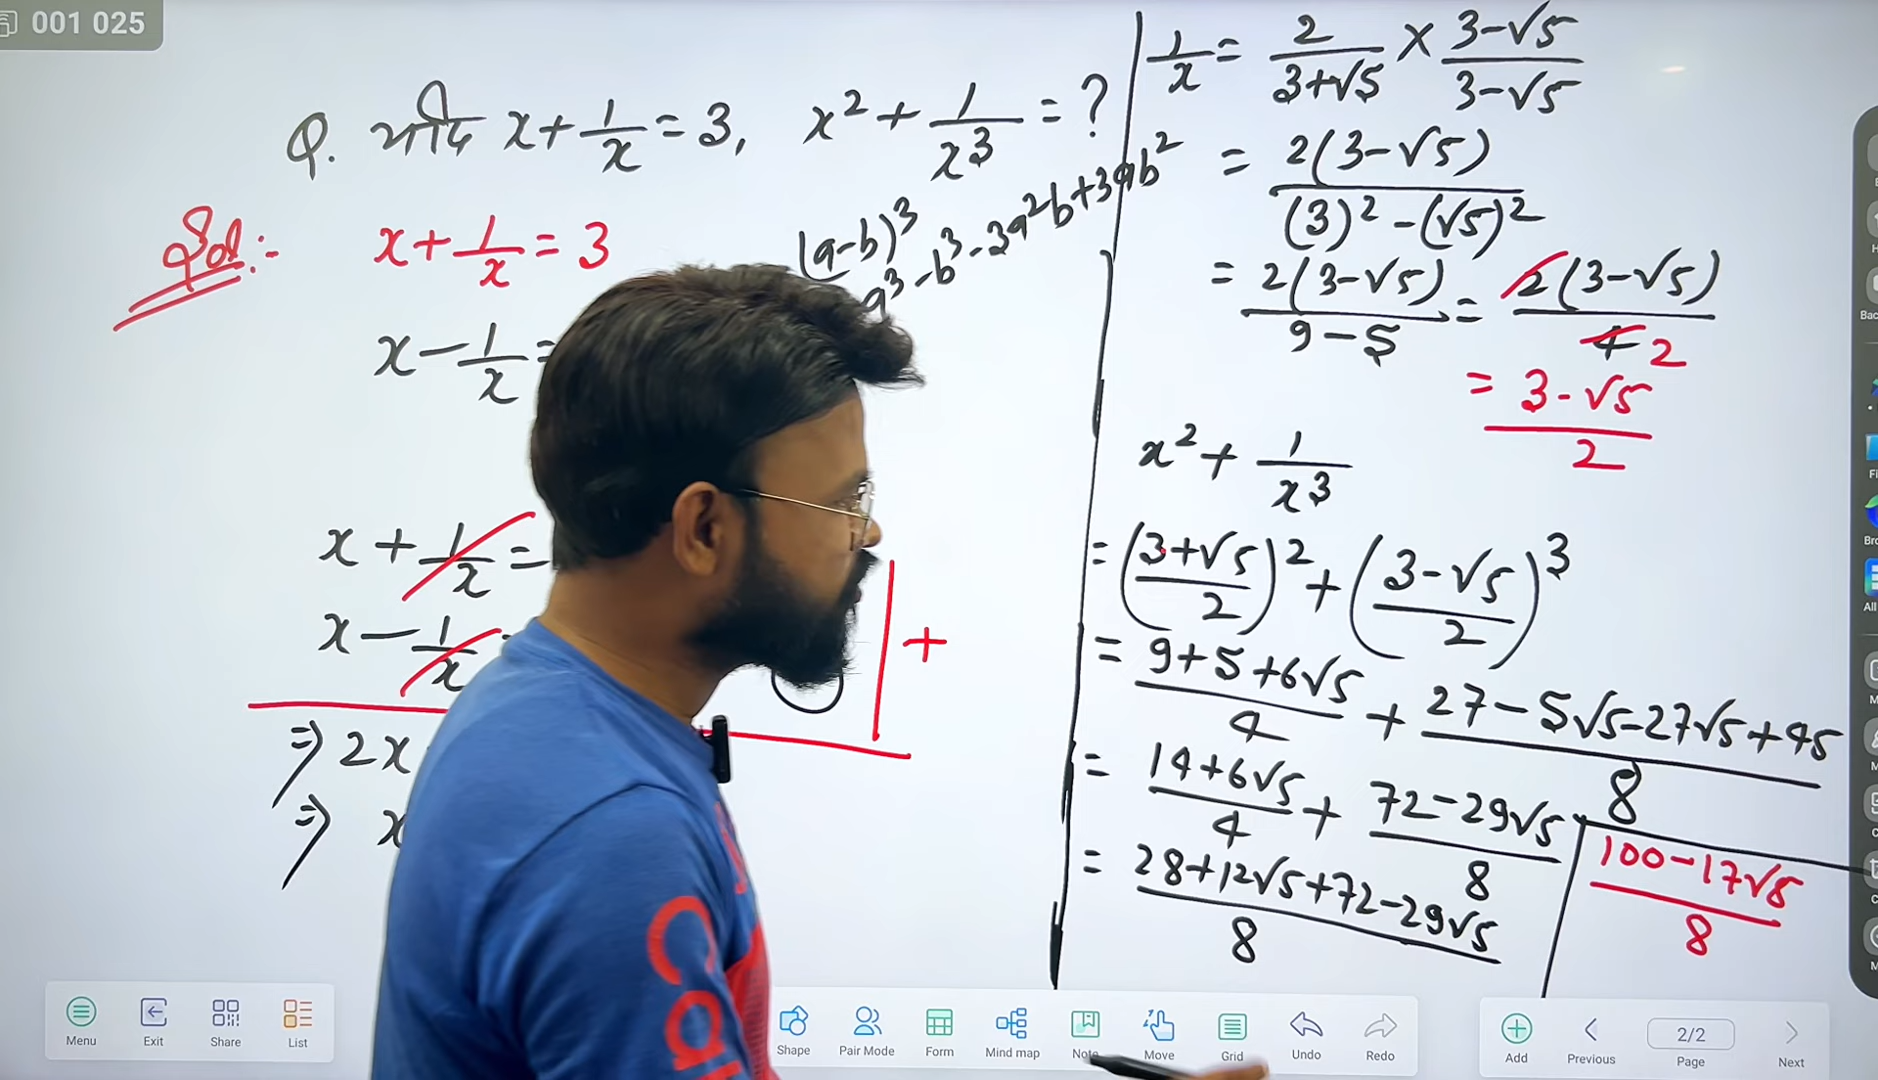 001 025
Q. यदि x+1/x=3, x²+1/x³=?
Sol:-
x+1/x=3
x-1/x=
(a-b)³
a³-b³-3a²b+3ab²
x+1/x=
x-1/x
+
⇒ 2x
⇒ x
1/x = 2/(3+√5) × (3-√5)/(3-√5)
= 2(3-√5)/((3)²-(√5)²)
= 2(3-√5)/(9-5) = 2(3-√5)/4 2
= (3-√5)/2
x²+1/x³
= ((3+√5)/2)²+((3-√5)/2)³
= (9+5+6√5)/4 + (27-5√5-27√5+45)/8
= (14+6√5)/4 + (72-29√5)/8
= (28+12√5+72-29√5)/8
(100-17√5)/8
Menu Exit Share List Shape Pair Mode Form Mind map Note Move Grid Undo Redo Add Previous 2/2 Page Next
Ca